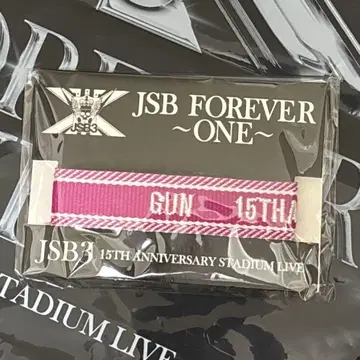 JSB3
JSB FOREVER
~ONE~
GUN 15THA
JSB3 15TH ANNIVERSARY STADIUM LIVE
STADIUM LIVE